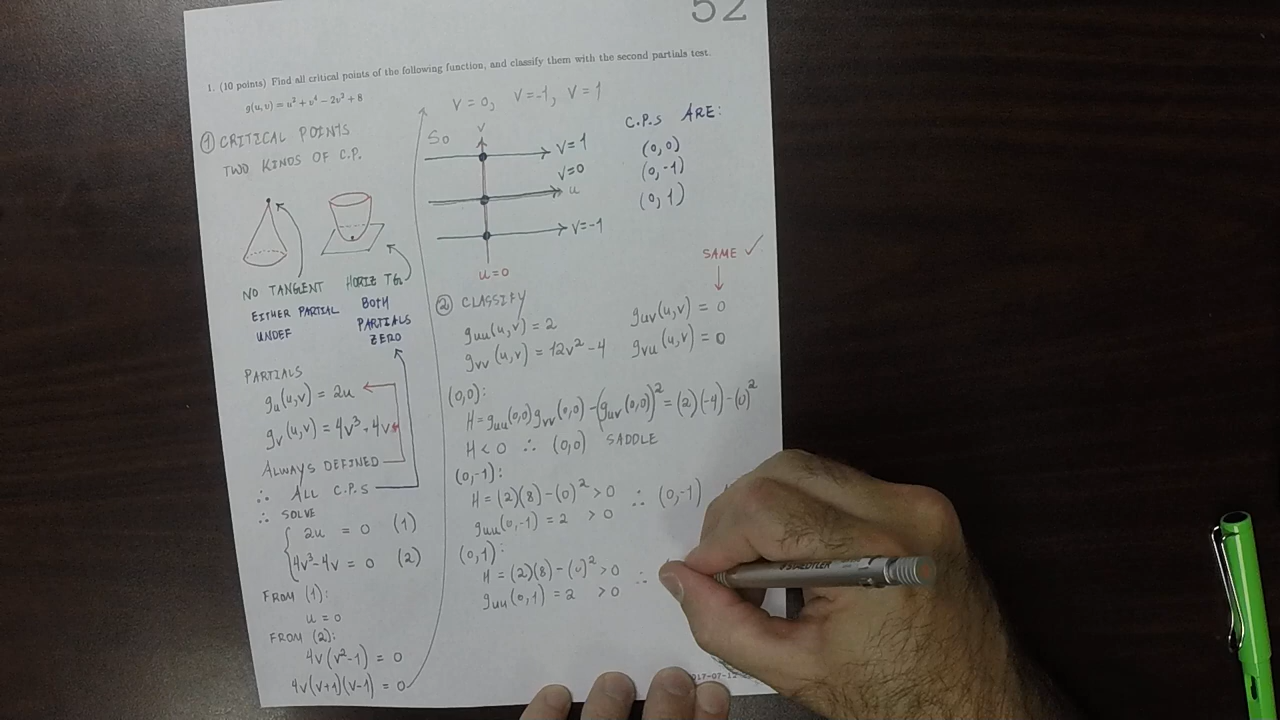 52
1. (10 points) Find all critical points of the following function, and classify them with the second partials test.
g(u, v) = u² + v⁴ − 2v² + 8
① CRITICAL POINTS
TWO KINDS OF C.P.
NO TANGENT
EITHER PARTIAL
UNDEF
HORIZ TG
BOTH
PARTIALS
ZERO
PARTIALS
gᵤ(u,v) = 2u
gᵥ(u,v) = 4v³ - 4v
ALWAYS DEFINED
∴ ALL C.P.S
∴ SOLVE
2u = 0 (1)
4v³-4v = 0 (2)
FROM (1):
u = 0
FROM (2):
4v(v²-1) = 0
4v(v+1)(v-1) = 0
V = 0, V=-1, V = 1
So
v
V=1
V=0
u
V=-1
u=0
C.P.S ARE:
(0,0)
(0,-1)
(0,1)
② CLASSIFY
SAME ✓
guu(u,v) = 2
guv(u,v) = 0
gvv(u,v) = 12v² - 4
gvu(u,v) = 0
(0,0):
H = guu(0,0)gvv(0,0) - (guv(0,0))² = (2)(-4) - (0)²
H < 0 ∴ (0,0) SADDLE
(0,-1):
H = (2)(8) - (0)² > 0 ∴ (0,-1)
guu(0,-1) = 2 > 0
(0,1):
H = (2)(8) - (0)² > 0 ∴
guu(0,1) = 2 > 0
017-07-12
STAEDTLER